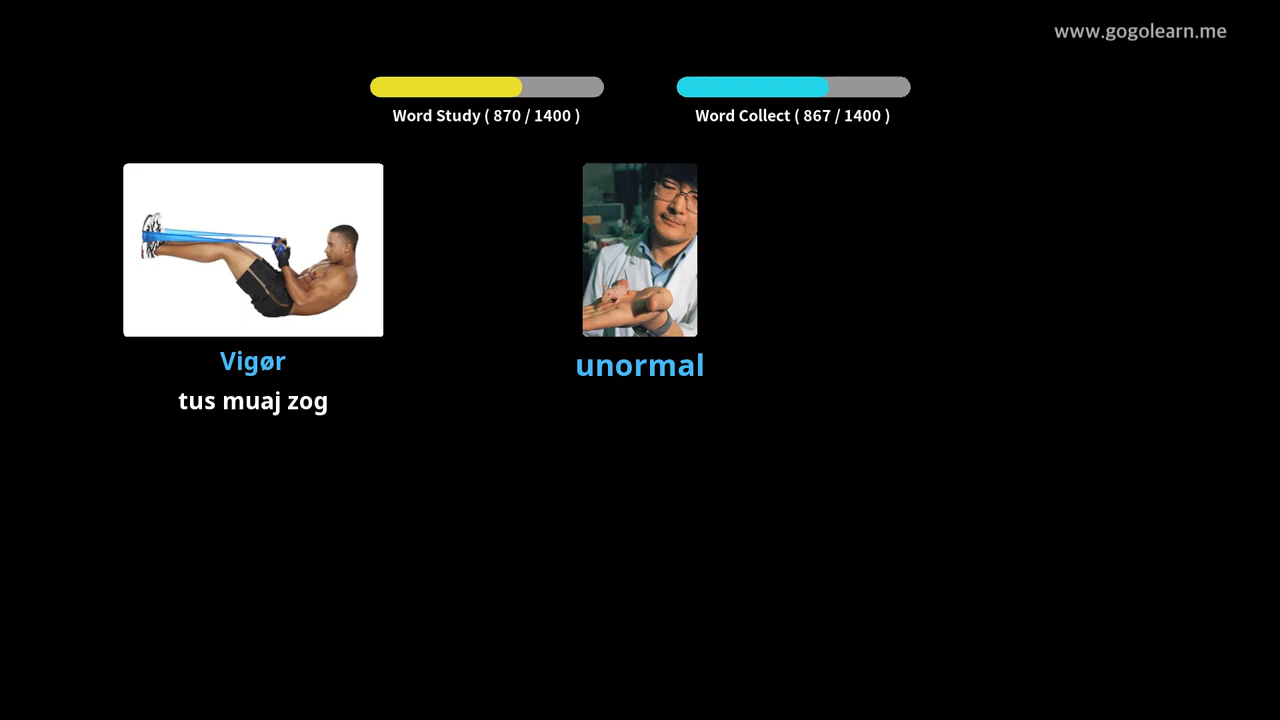 www.gogolearn.me
Word Study ( 870 / 1400 )
Word Collect ( 867 / 1400 )
Vigør
tus muaj zog
unormal